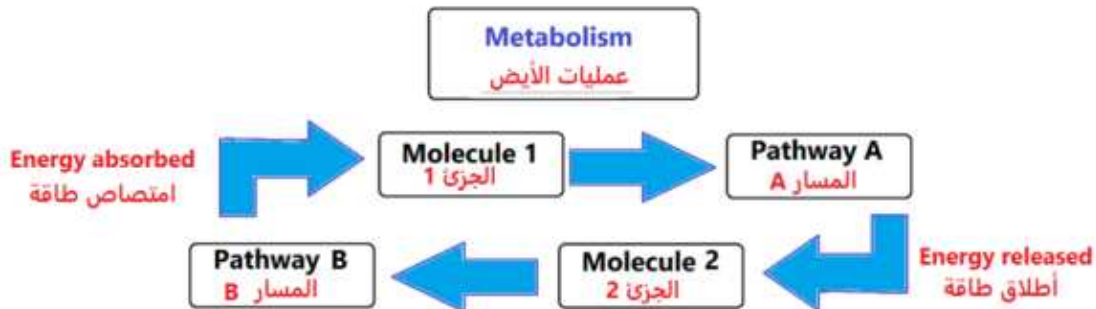 Metabolism
عمليات الأيض
Energy absorbed
امتصاص طاقة
Molecule 1
الجزئ 1
Pathway A
المسار A
Pathway B
المسار B
Molecule 2
الجزئ 2
Energy released
أطلاق طاقة